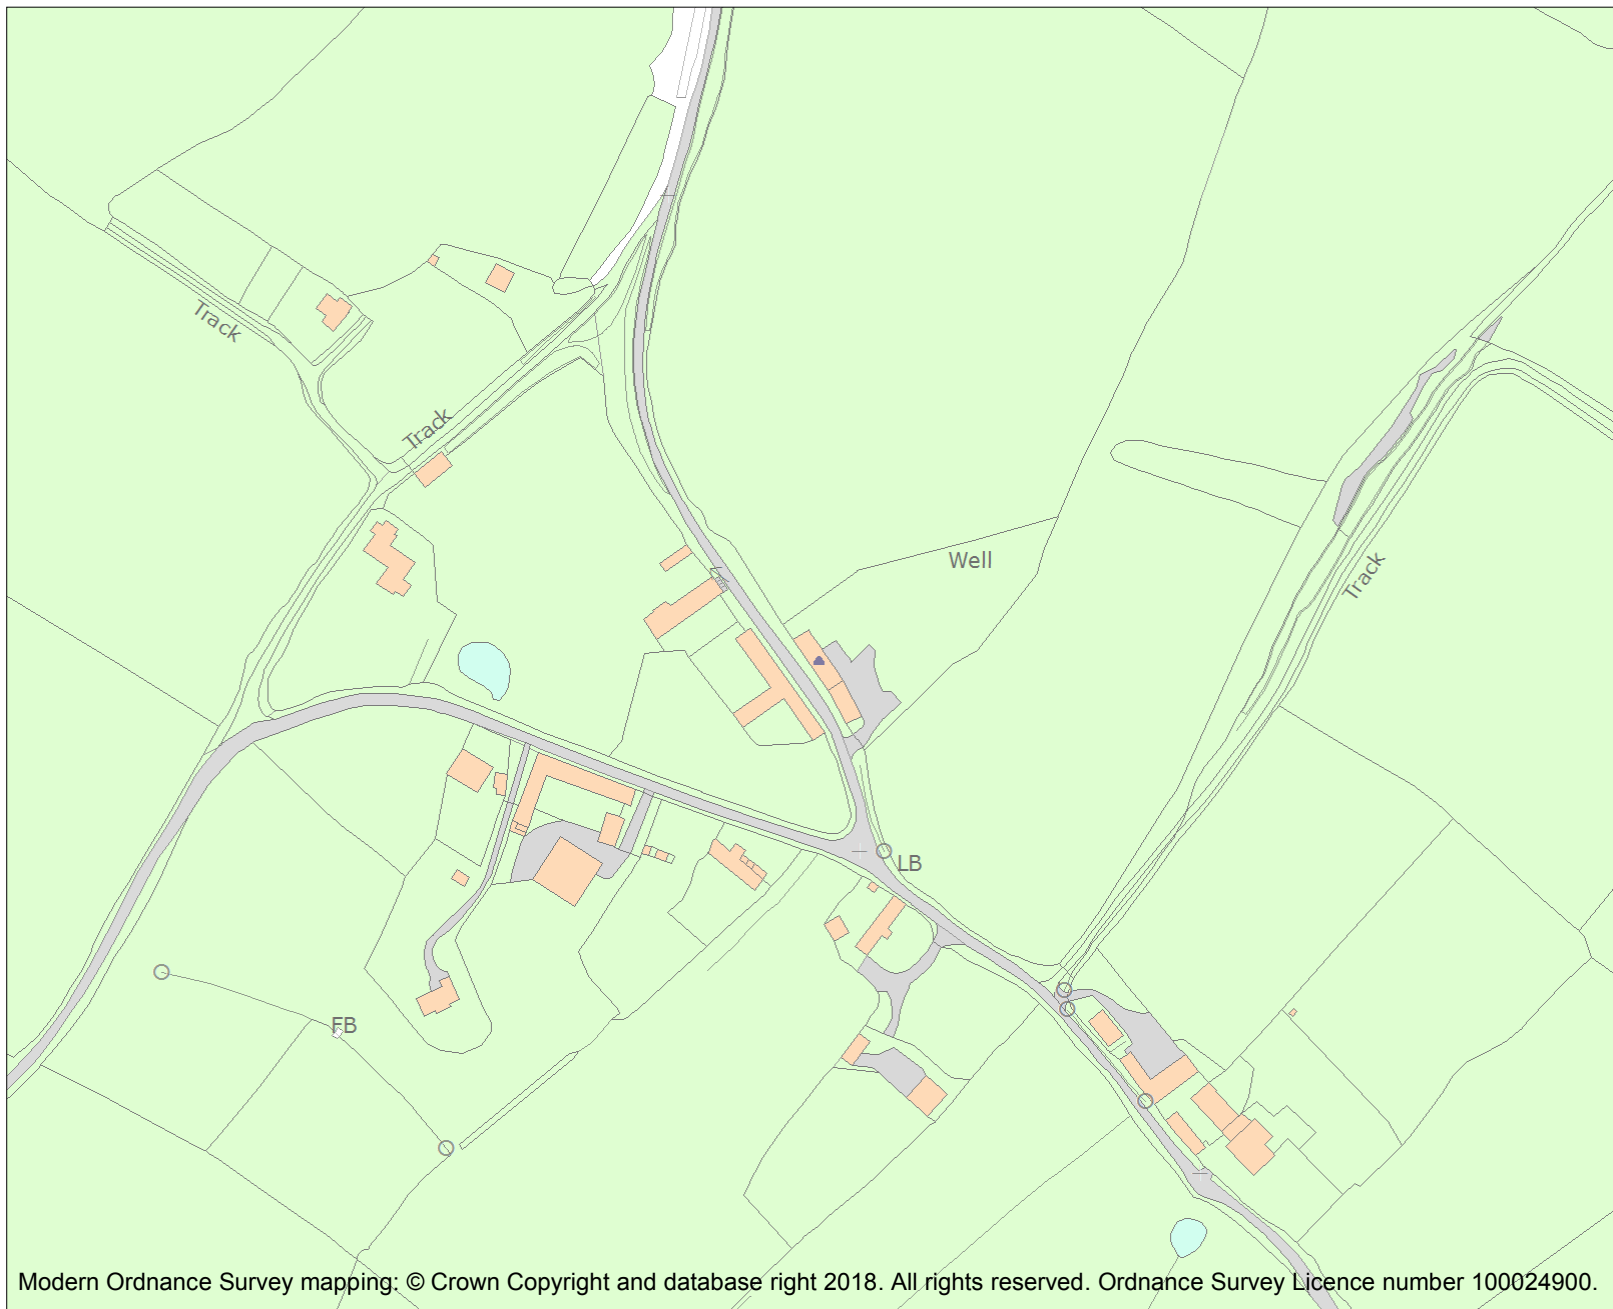 Track
Track
Well
Track
LB
FB
Modern Ordnance Survey mapping: © Crown Copyright and database right 2018. All rights reserved. Ordnance Survey Licence number 100024900.